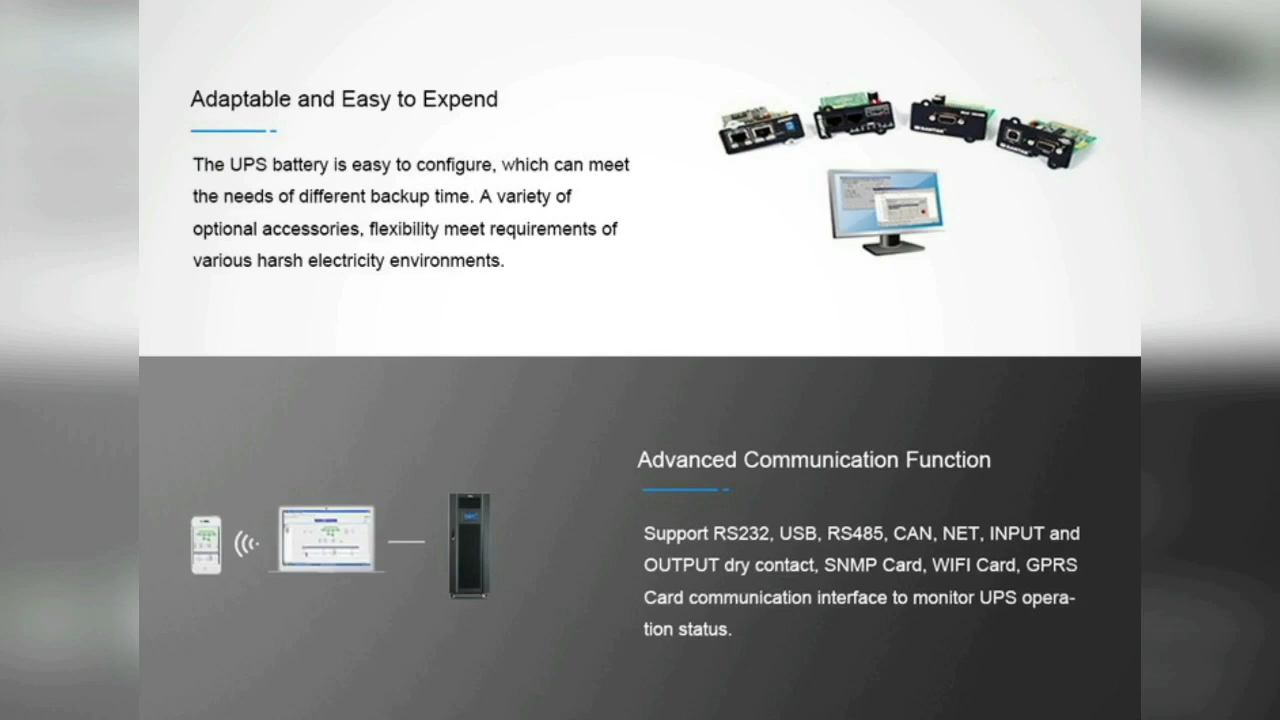 Adaptable and Easy to Expend
The UPS battery is easy to configure, which can meet
the needs of different backup time. A variety of
optional accessories, flexibility meet requirements of
various harsh electricity environments.
Advanced Communication Function
Support RS232, USB, RS485, CAN, NET, INPUT and
OUTPUT dry contact, SNMP Card, WIFI Card, GPRS
Card communication interface to monitor UPS opera-
tion status.